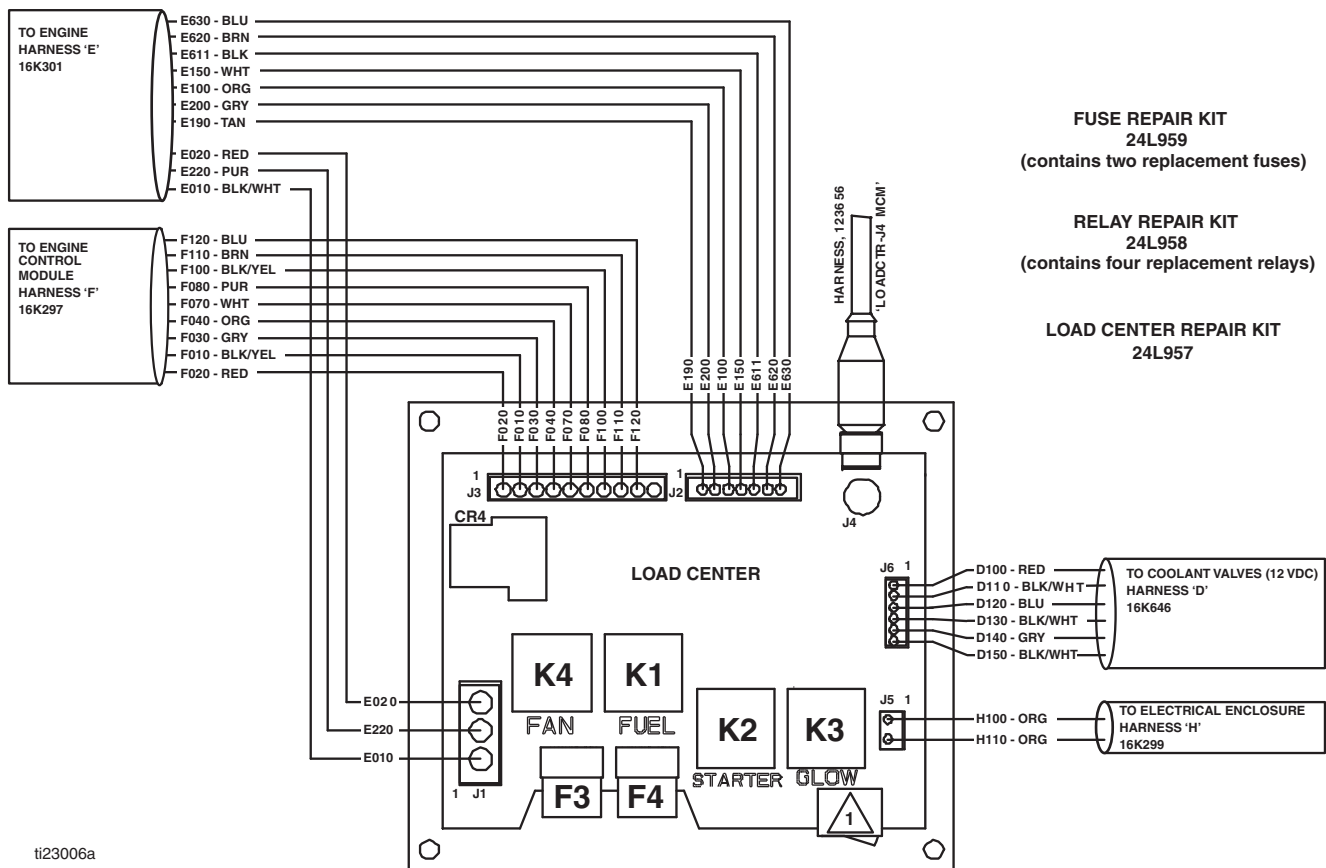 TO ENGINE
HARNESS ‘E’
16K301
E630 - BLU
E620 - BRN
E611 - BLK
E150 - WHT
E100 - ORG
E200 - GRY
E190 - TAN
E020 - RED
E220 - PUR
E010 - BLK/WHT
TO ENGINE
CONTROL
MODULE
HARNESS ‘F’
16K297
F120 - BLU
F110 - BRN
F100 - BLK/YEL
F080 - PUR
F070 - WHT
F040 - ORG
F030 - GRY
F010 - BLK/YEL
F020 - RED
FUSE REPAIR KIT
24L959
(contains two replacement fuses)
RELAY REPAIR KIT
24L958
(contains four replacement relays)
LOAD CENTER REPAIR KIT
24L957
HARNESS, 123656
‘LOADCTR-J4 MCM’
F020
F010
F030
F040
F070
F080
F100
F110
F120
E190
E200
E100
E150
E611
E620
E630
1
J3
1
J2
J4
CR4
LOAD CENTER
J6 1
D100 - RED
D110 - BLK/WHT
D120 - BLU
D130 - BLK/WHT
D140 - GRY
D150 - BLK/WHT
TO COOLANT VALVES (12 VDC)
HARNESS ‘D’
16K646
J5 1
H100 - ORG
H110 - ORG
TO ELECTRICAL ENCLOSURE
HARNESS ‘H’
16K299
K4
FAN
K1
FUEL
K2
STARTER
K3
GLOW
E020
E220
E010
1 J1
F3
F4
1
ti23006a